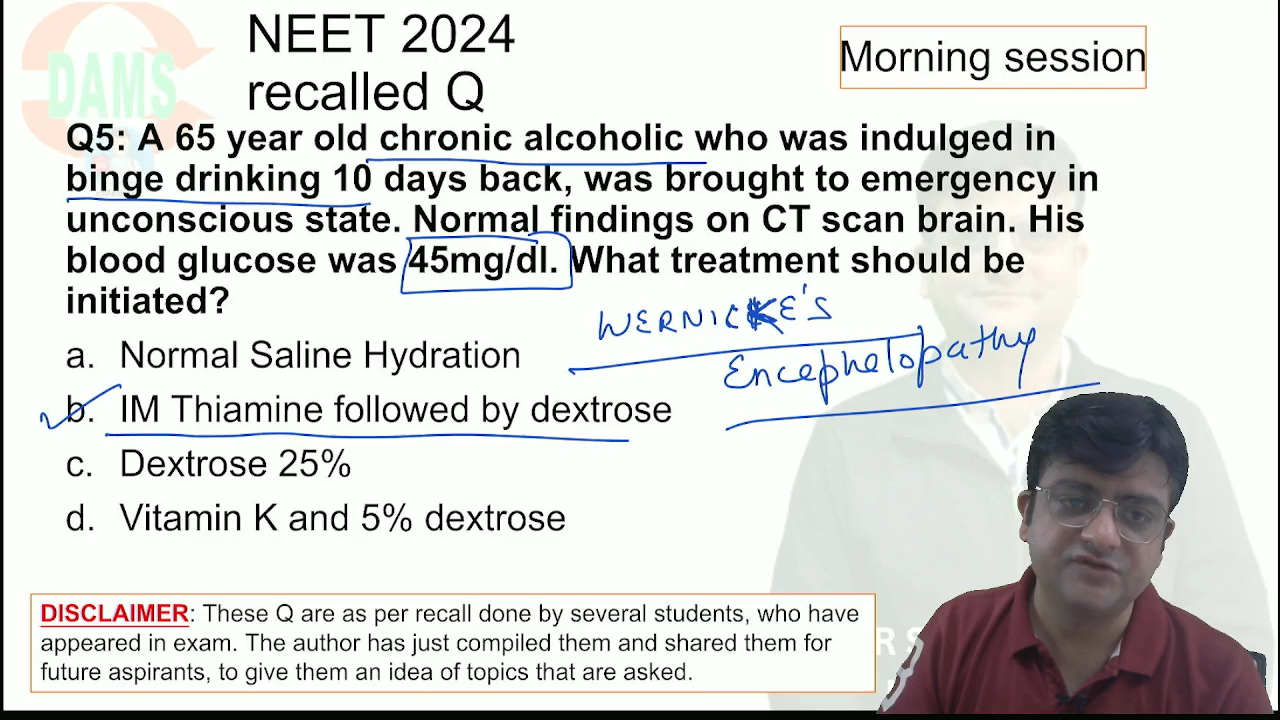 DAMS
NEET 2024
recalled Q
Morning session
Q5: A 65 year old chronic alcoholic who was indulged in
binge drinking 10 days back, was brought to emergency in
unconscious state. Normal findings on CT scan brain. His
blood glucose was 45mg/dl. What treatment should be
initiated?
WERNICKE'S
Encephelopathy
a. Normal Saline Hydration
b. IM Thiamine followed by dextrose
c. Dextrose 25%
d. Vitamin K and 5% dextrose
DISCLAIMER: These Q are as per recall done by several students, who have
appeared in exam. The author has just compiled them and shared them for
future aspirants, to give them an idea of topics that are asked.